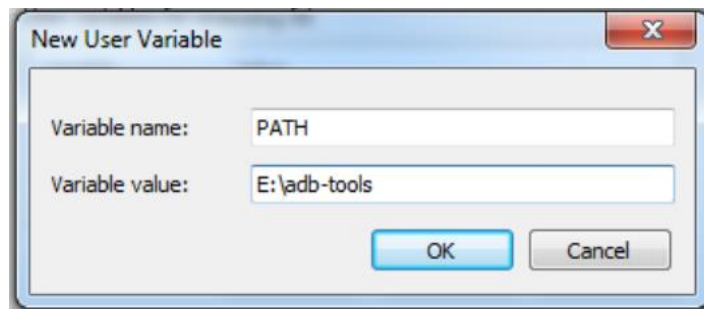 New User Variable
Variable name: PATH
Variable value: E:\adb-tools
OK Cancel